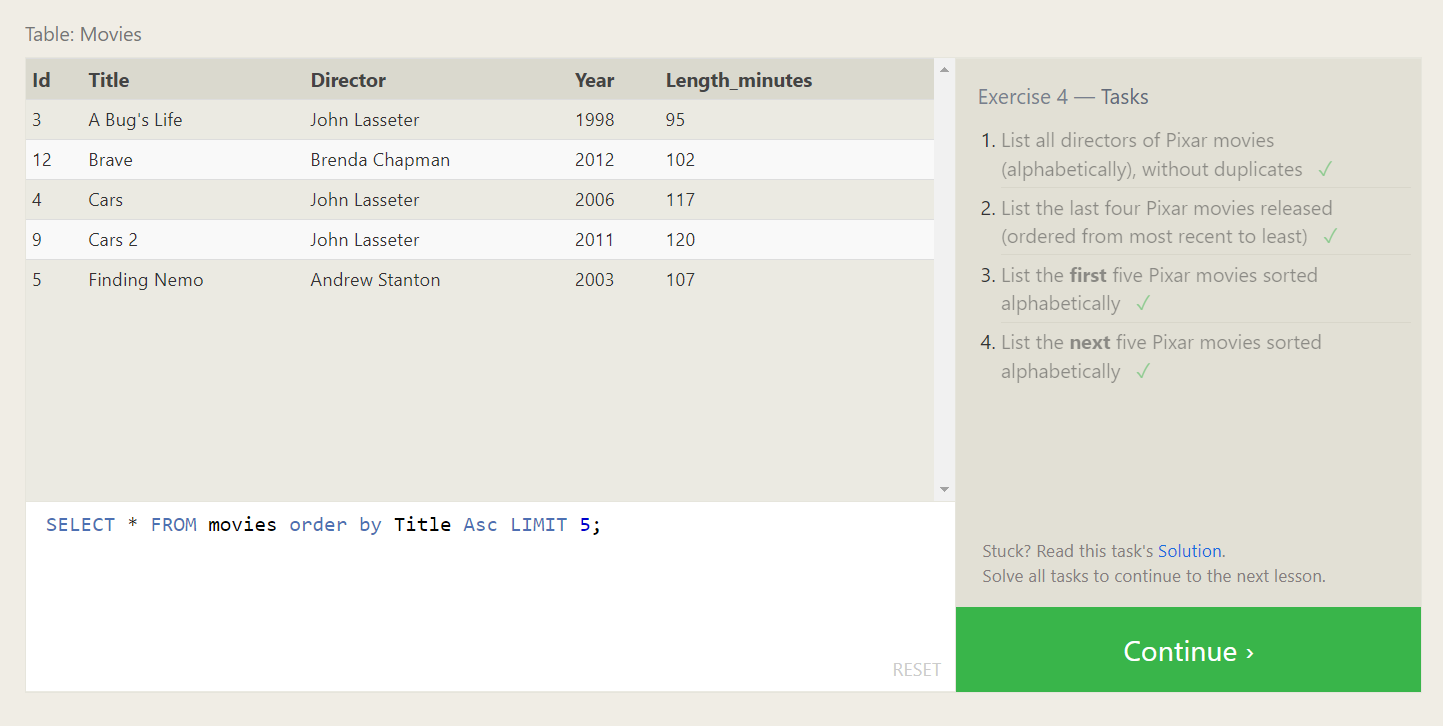 Table: Movies
Id Title Director Year Length_minutes
3 A Bug's Life John Lasseter 1998 95
12 Brave Brenda Chapman 2012 102
4 Cars John Lasseter 2006 117
9 Cars 2 John Lasseter 2011 120
5 Finding Nemo Andrew Stanton 2003 107
SELECT * FROM movies order by Title Asc LIMIT 5;
RESET
Exercise 4 — Tasks
1. List all directors of Pixar movies
(alphabetically), without duplicates ✓
2. List the last four Pixar movies released
(ordered from most recent to least) ✓
3. List the first five Pixar movies sorted
alphabetically ✓
4. List the next five Pixar movies sorted
alphabetically ✓
Stuck? Read this task's Solution.
Solve all tasks to continue to the next lesson.
Continue ›